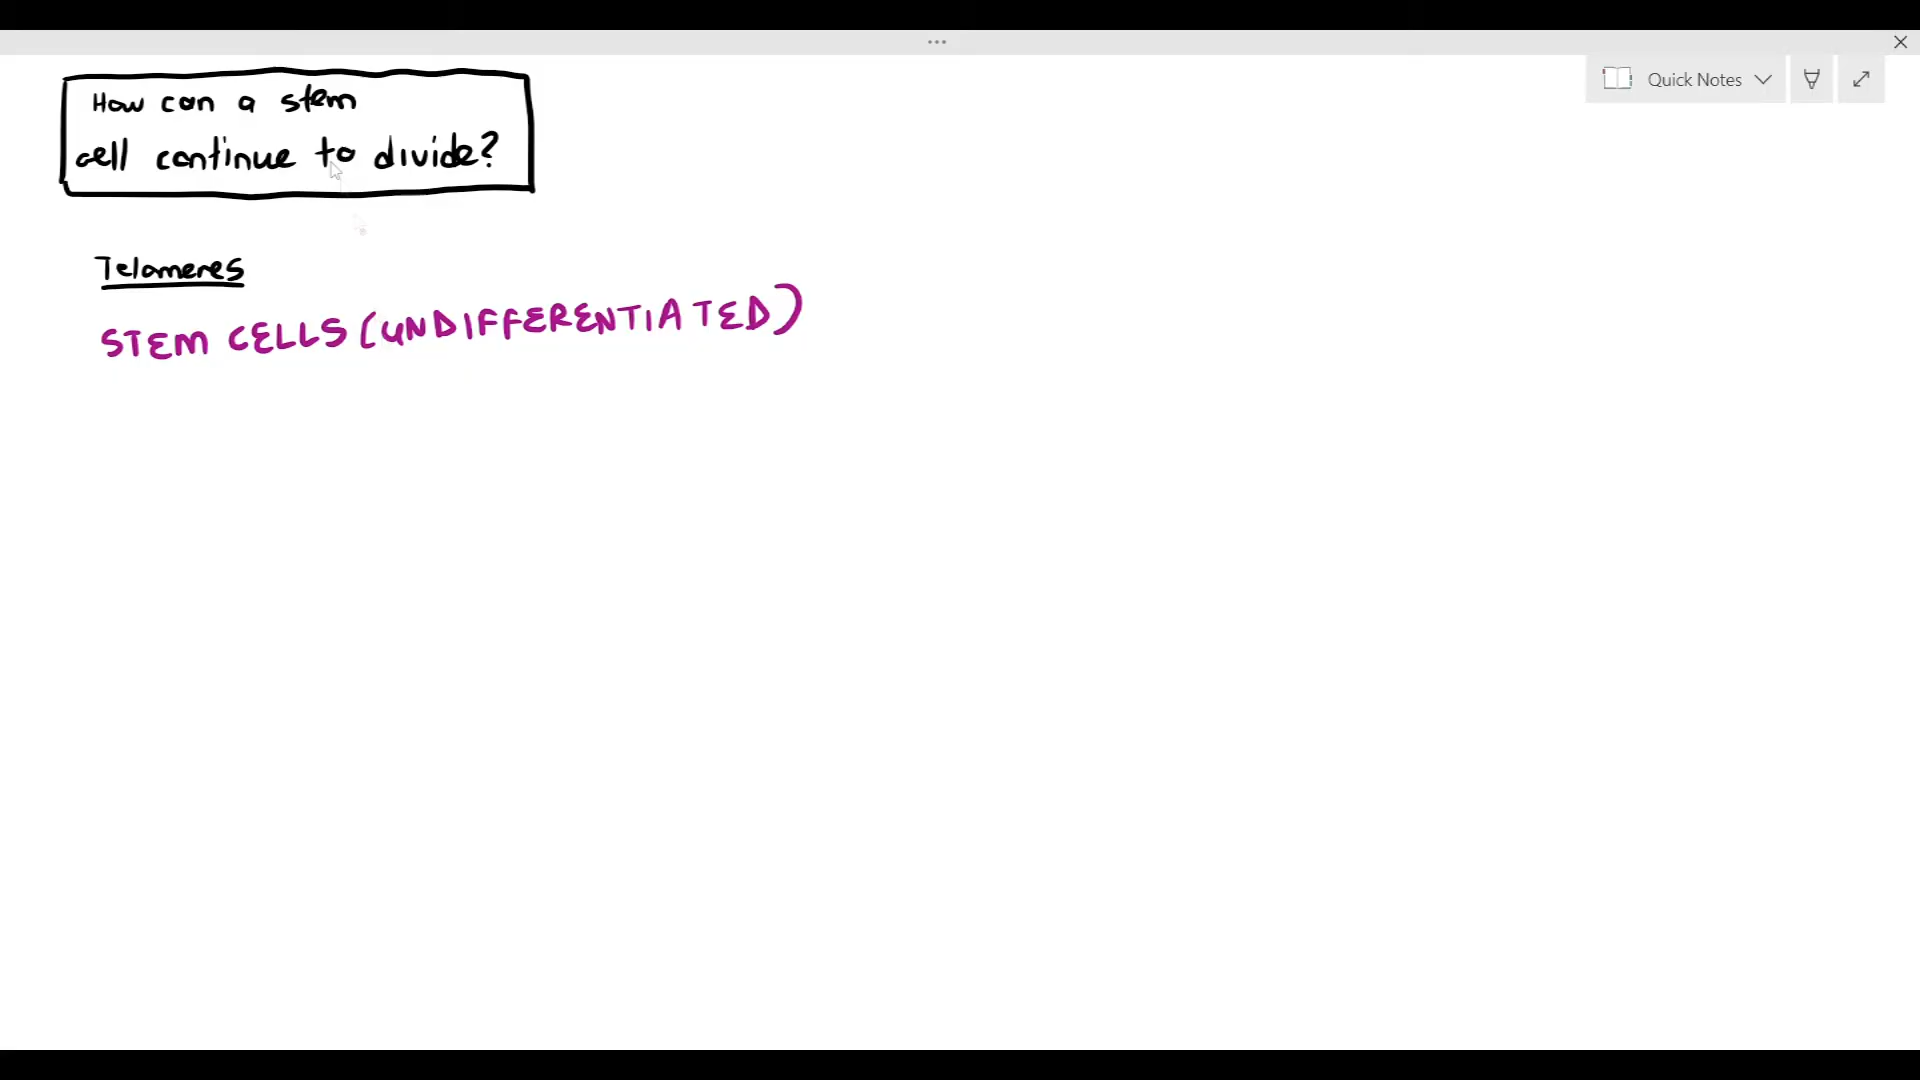 Quick Notes
How can a stem
cell continue to divide?
Telomeres
STEM CELLS (UNDIFFERENTIATED)